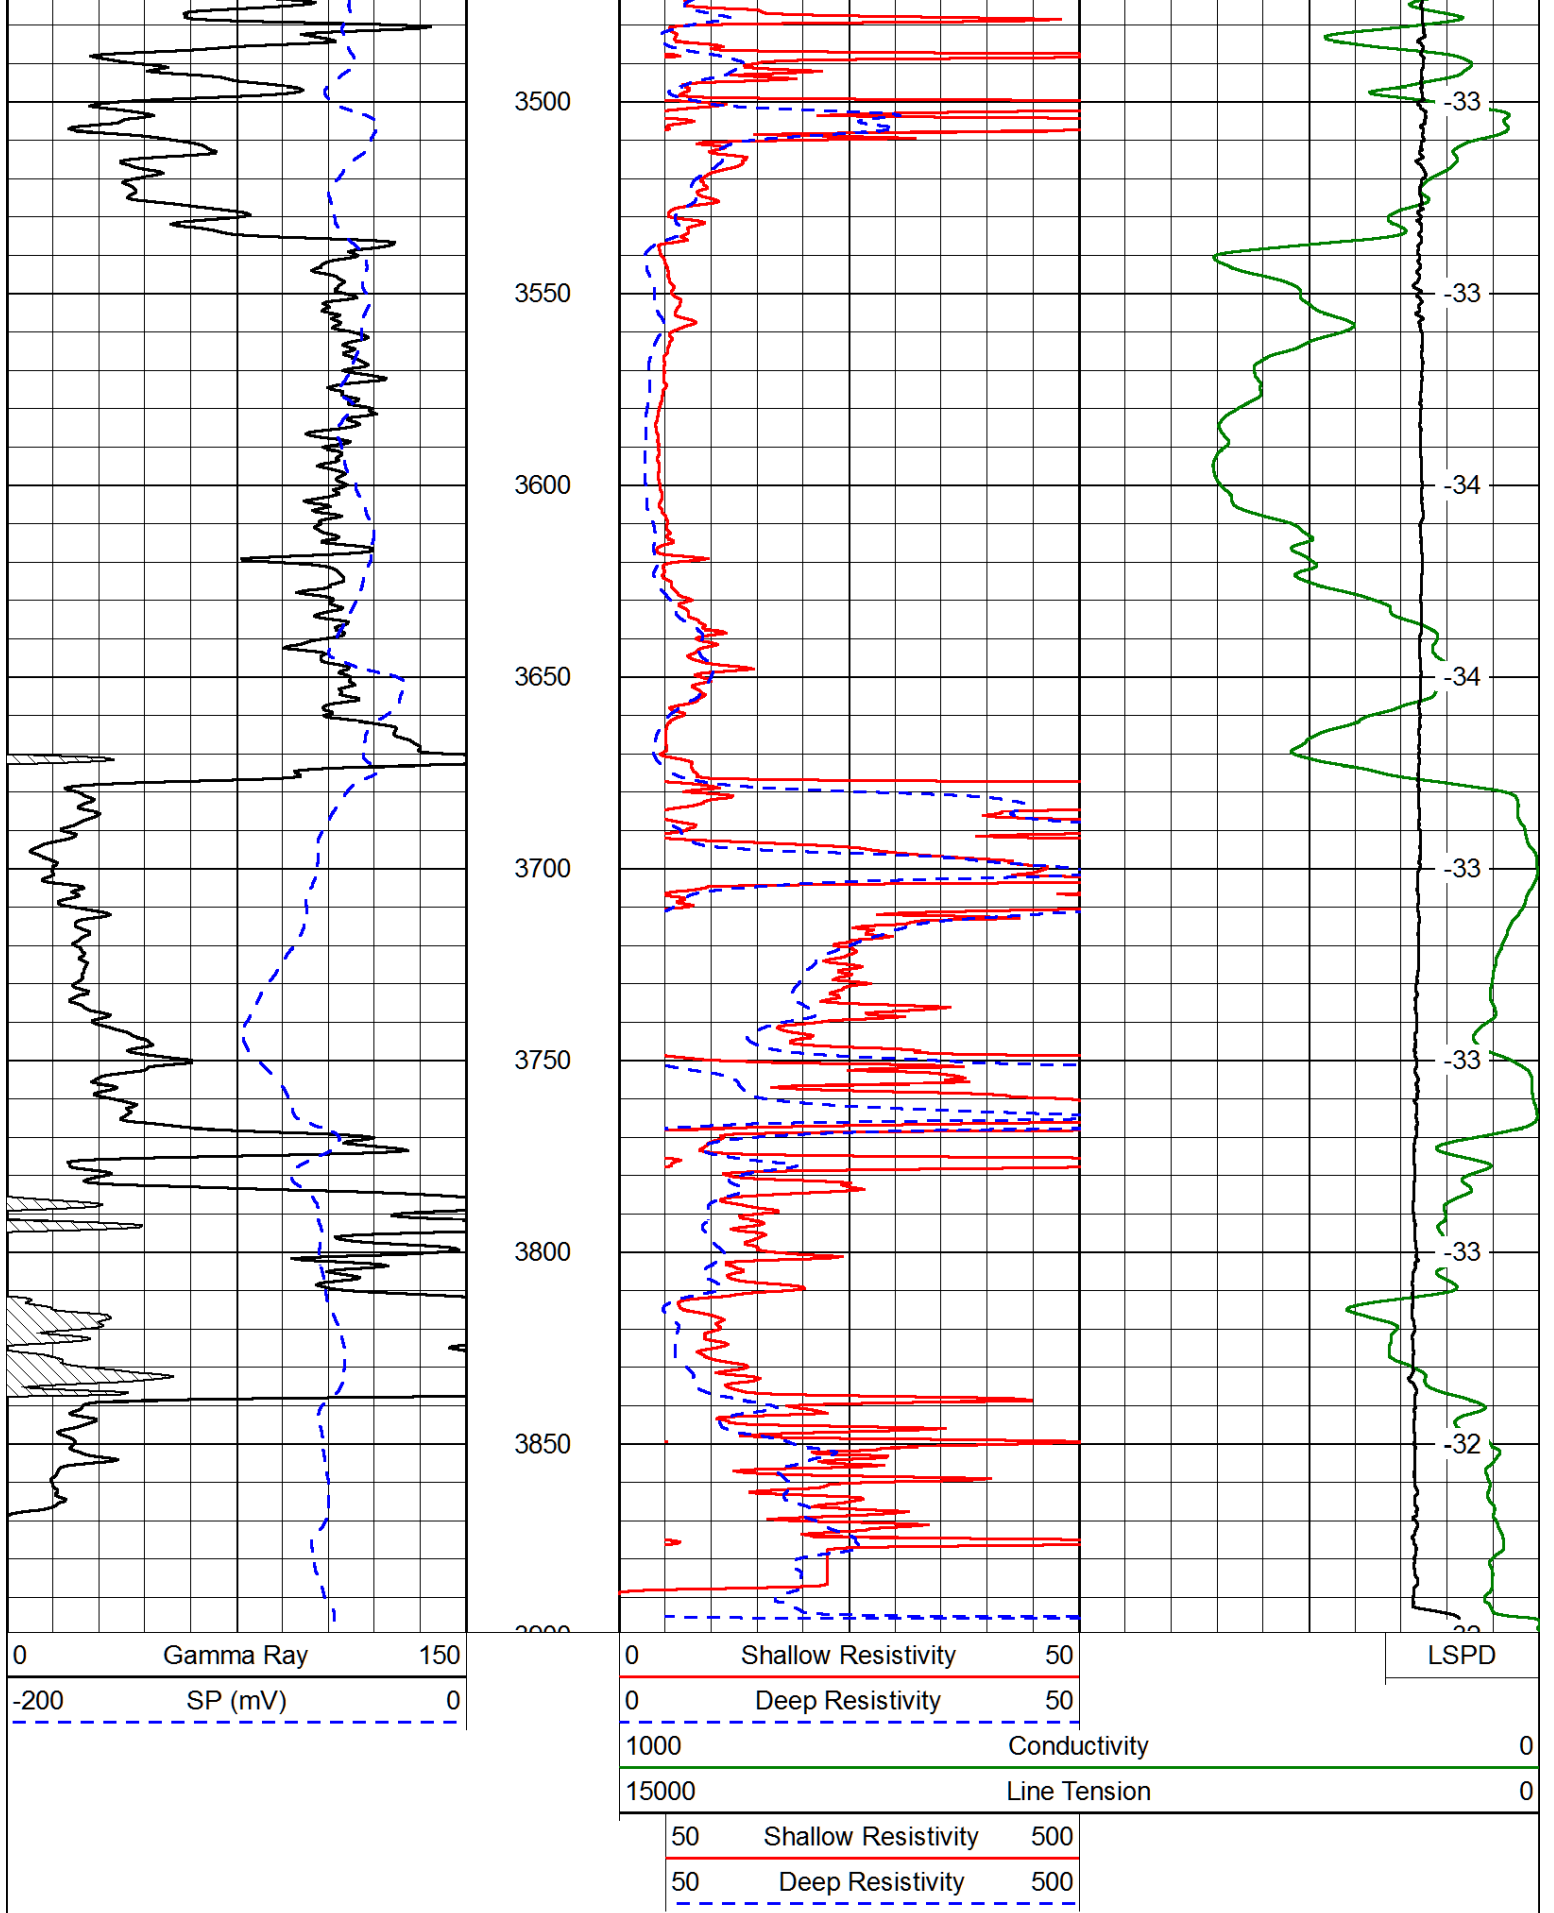 3500 -33
3550 -33
3600 -34
3650 -34
3700 -33
3750 -33
3800 -33
3850 -32
0 Gamma Ray 150
0 Shallow Resistivity 50
LSPD
-200 SP (mV) 0
0 Deep Resistivity 50
1000 Conductivity 0
15000 Line Tension 0
50 Shallow Resistivity 500
50 Deep Resistivity 500